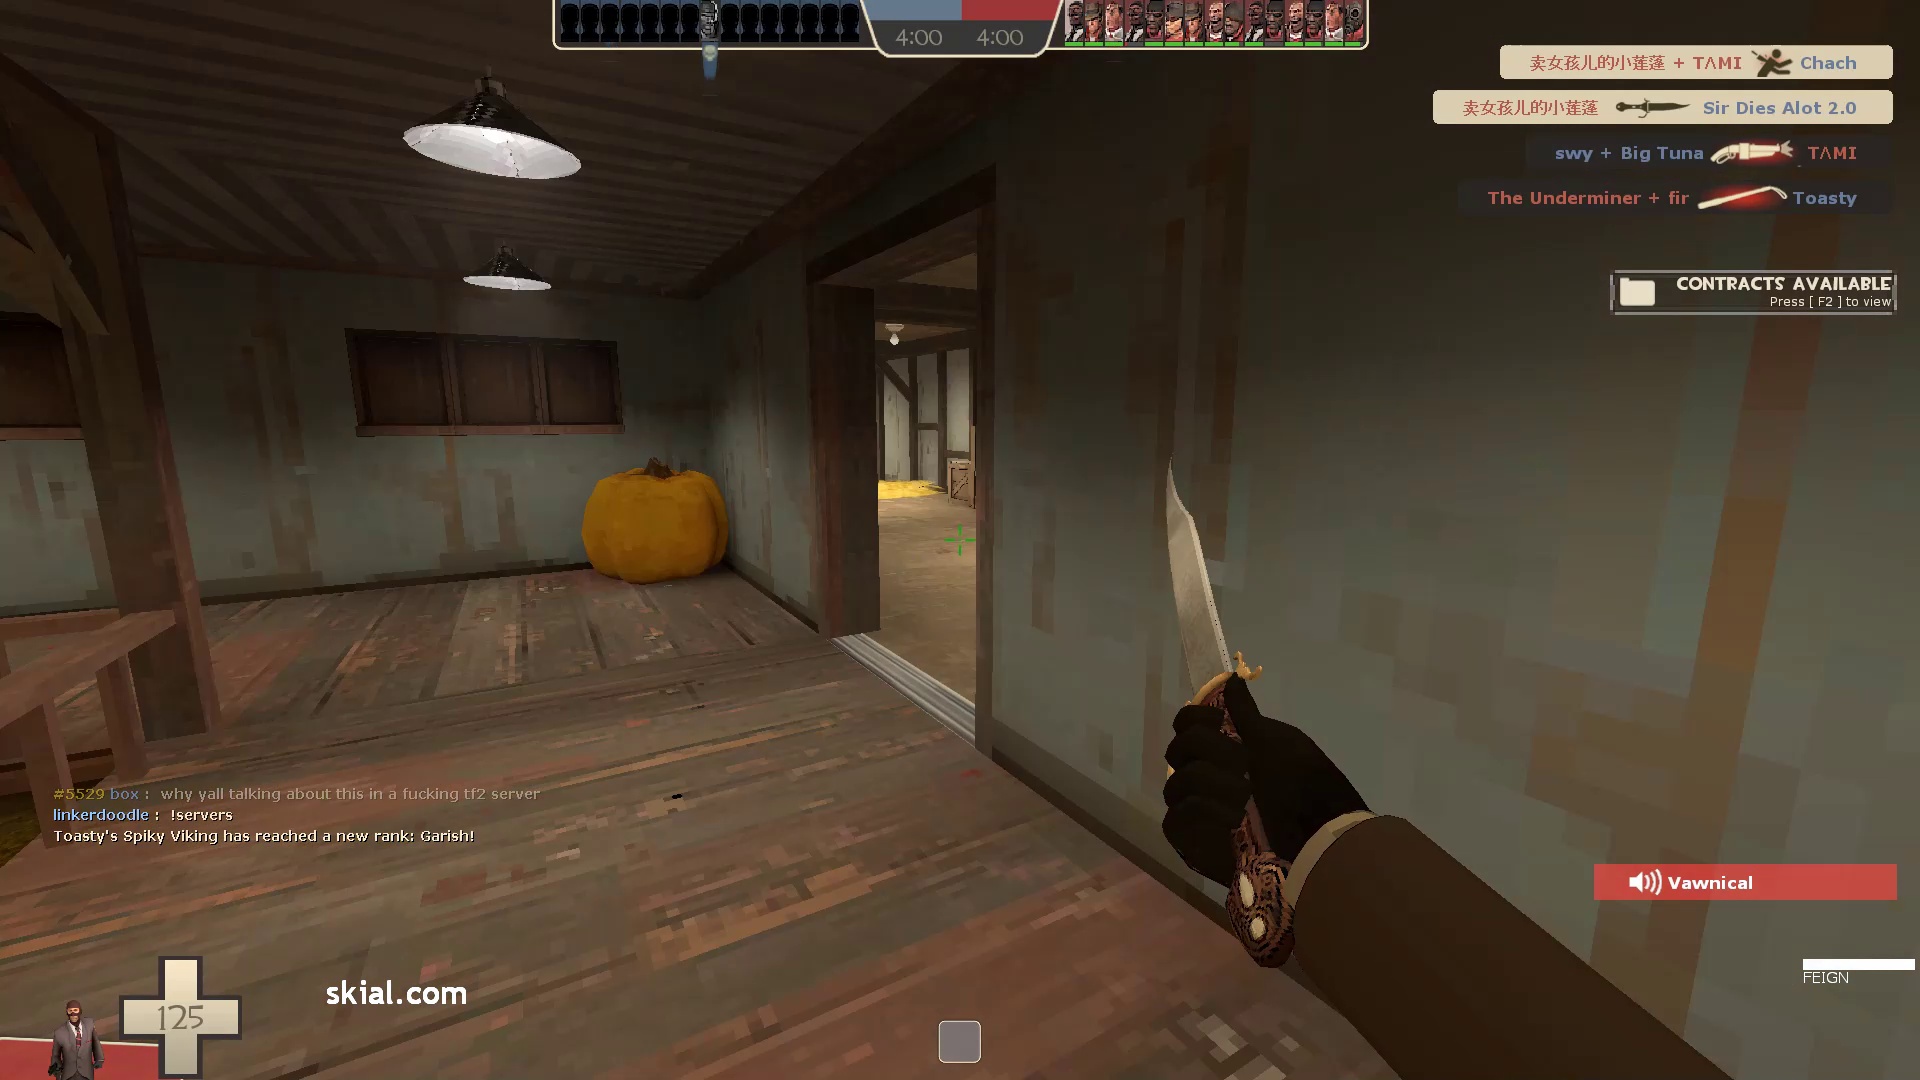 4:00 4:00
卖女孩儿的小莲蓬 + TΛMI Chach
卖女孩儿的小莲蓬 Sir Dies Alot 2.0
swy + Big Tuna TΛMI
The Underminer + fir Toasty
CONTRACTS AVAILABLE
Press [ F2 ] to view
#5529 box :  why yall talking about this in a fucking tf2 server
linkerdoodle :  !servers
Toasty's Spiky Viking has reached a new rank: Garish!
Vawnical
FEIGN
skial.com
125